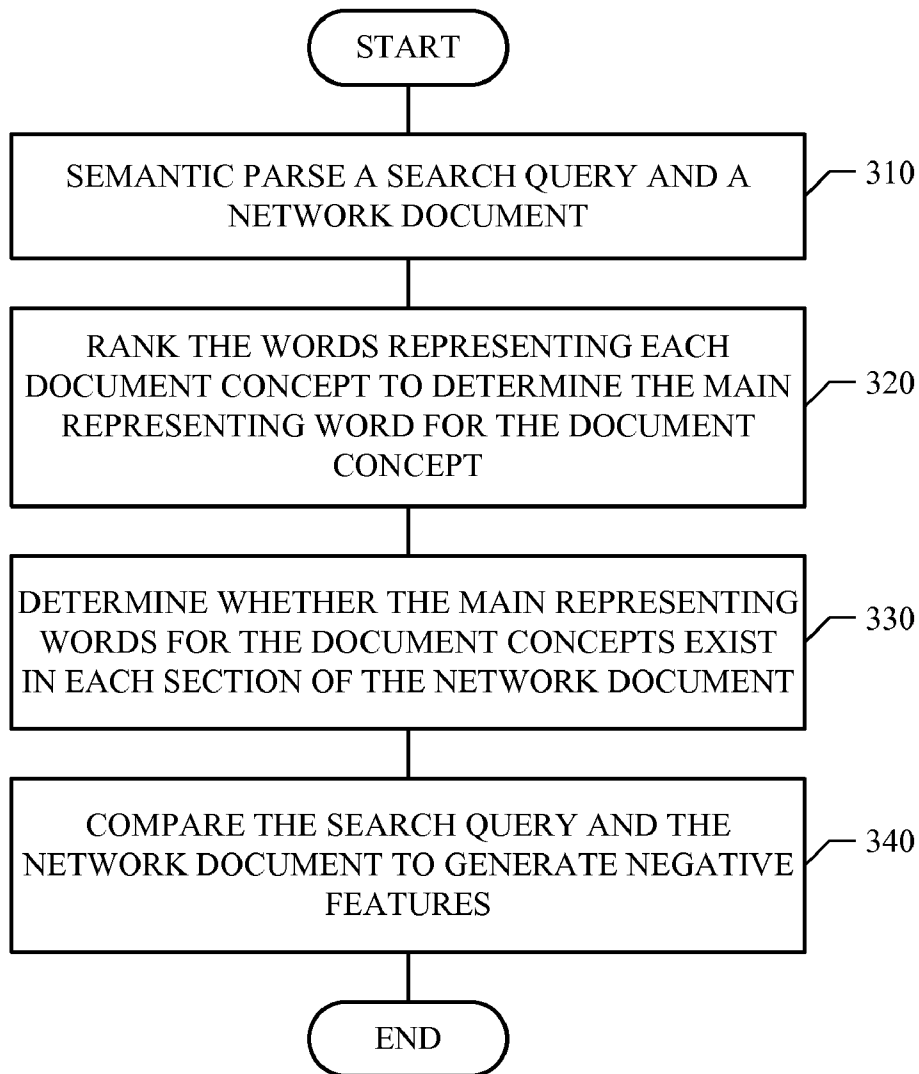 START
SEMANTIC PARSE A SEARCH QUERY AND A
NETWORK DOCUMENT
310
RANK THE WORDS REPRESENTING EACH
DOCUMENT CONCEPT TO DETERMINE THE MAIN
REPRESENTING WORD FOR THE DOCUMENT
CONCEPT
320
DETERMINE WHETHER THE MAIN REPRESENTING
WORDS FOR THE DOCUMENT CONCEPTS EXIST
IN EACH SECTION OF THE NETWORK DOCUMENT
330
COMPARE THE SEARCH QUERY AND THE
NETWORK DOCUMENT TO GENERATE NEGATIVE
FEATURES
340
END